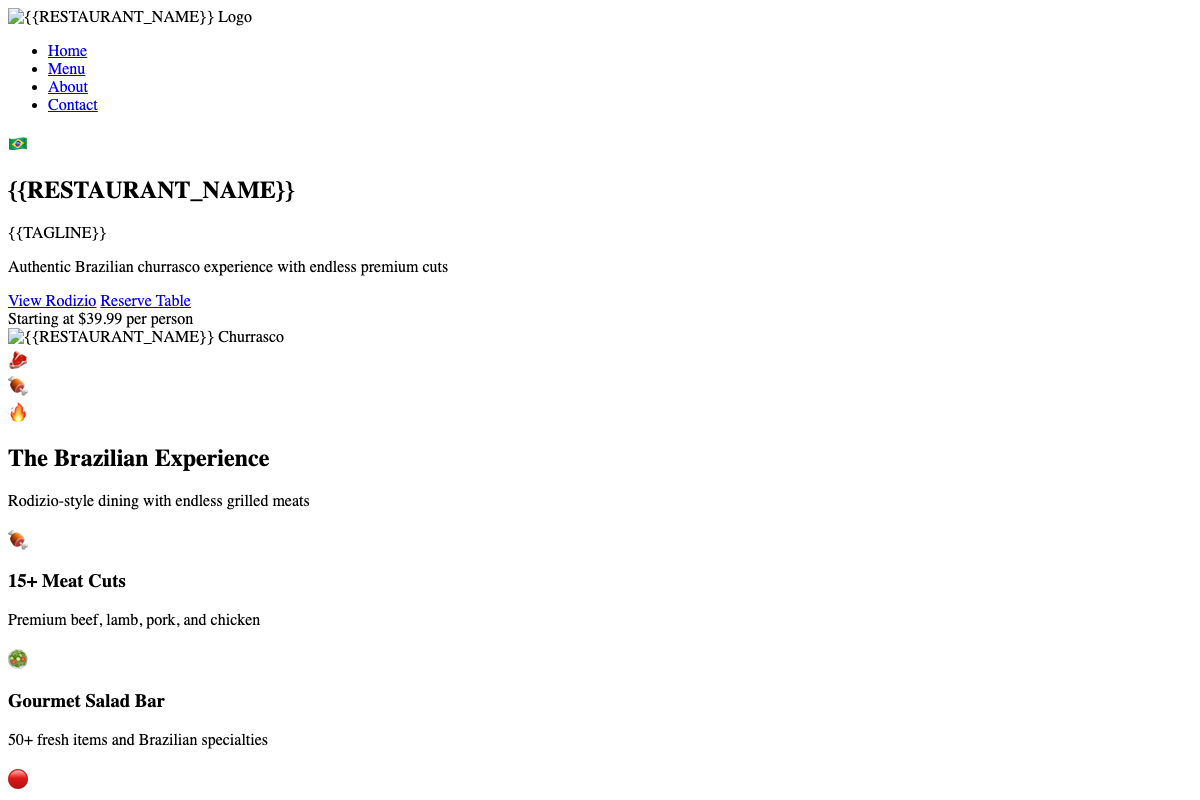 {{RESTAURANT_NAME}} Logo
Home
Menu
About
Contact
{{RESTAURANT_NAME}}
{{TAGLINE}}
Authentic Brazilian churrasco experience with endless premium cuts
View Rodizio Reserve Table
Starting at $39.99 per person
{{RESTAURANT_NAME}} Churrasco
The Brazilian Experience
Rodizio-style dining with endless grilled meats
15+ Meat Cuts
Premium beef, lamb, pork, and chicken
Gourmet Salad Bar
50+ fresh items and Brazilian specialties